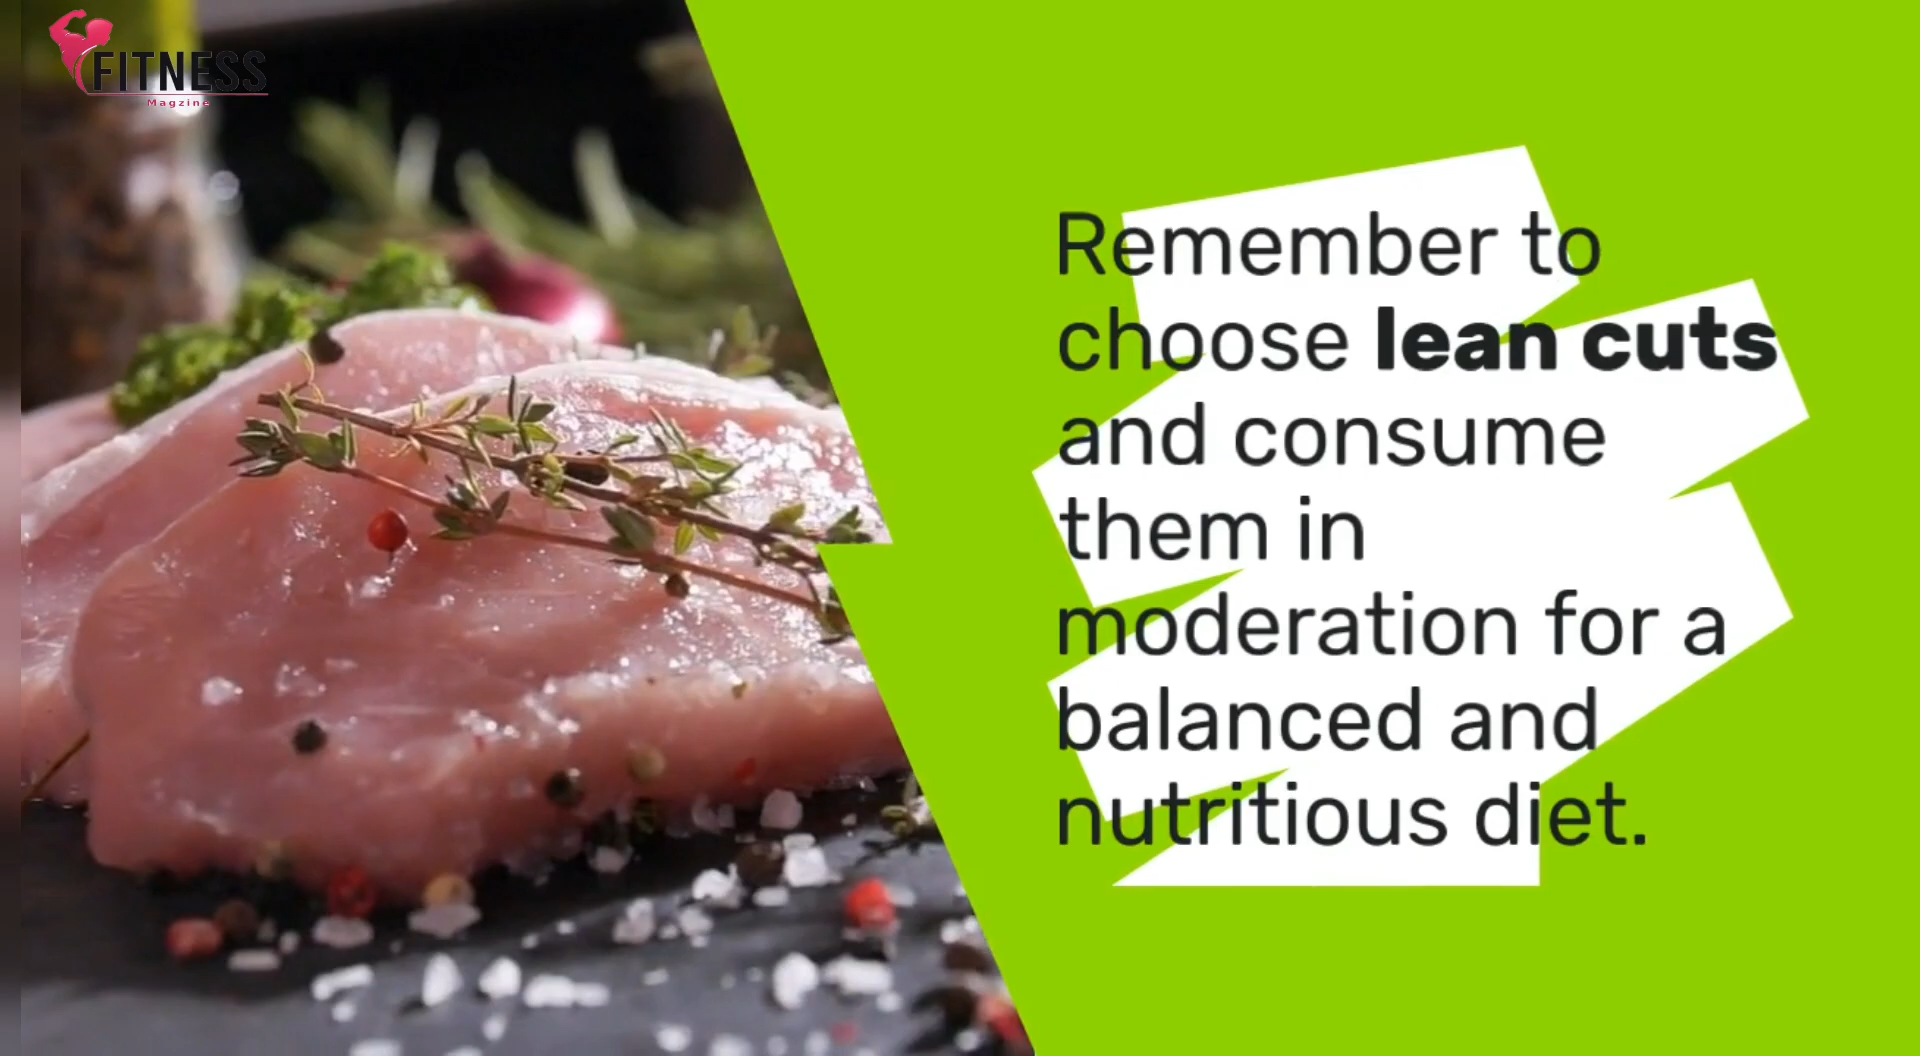 FITNESS
Magzine
Remember to
choose lean cuts
and consume
them in
moderation for a
balanced and
nutritious diet.